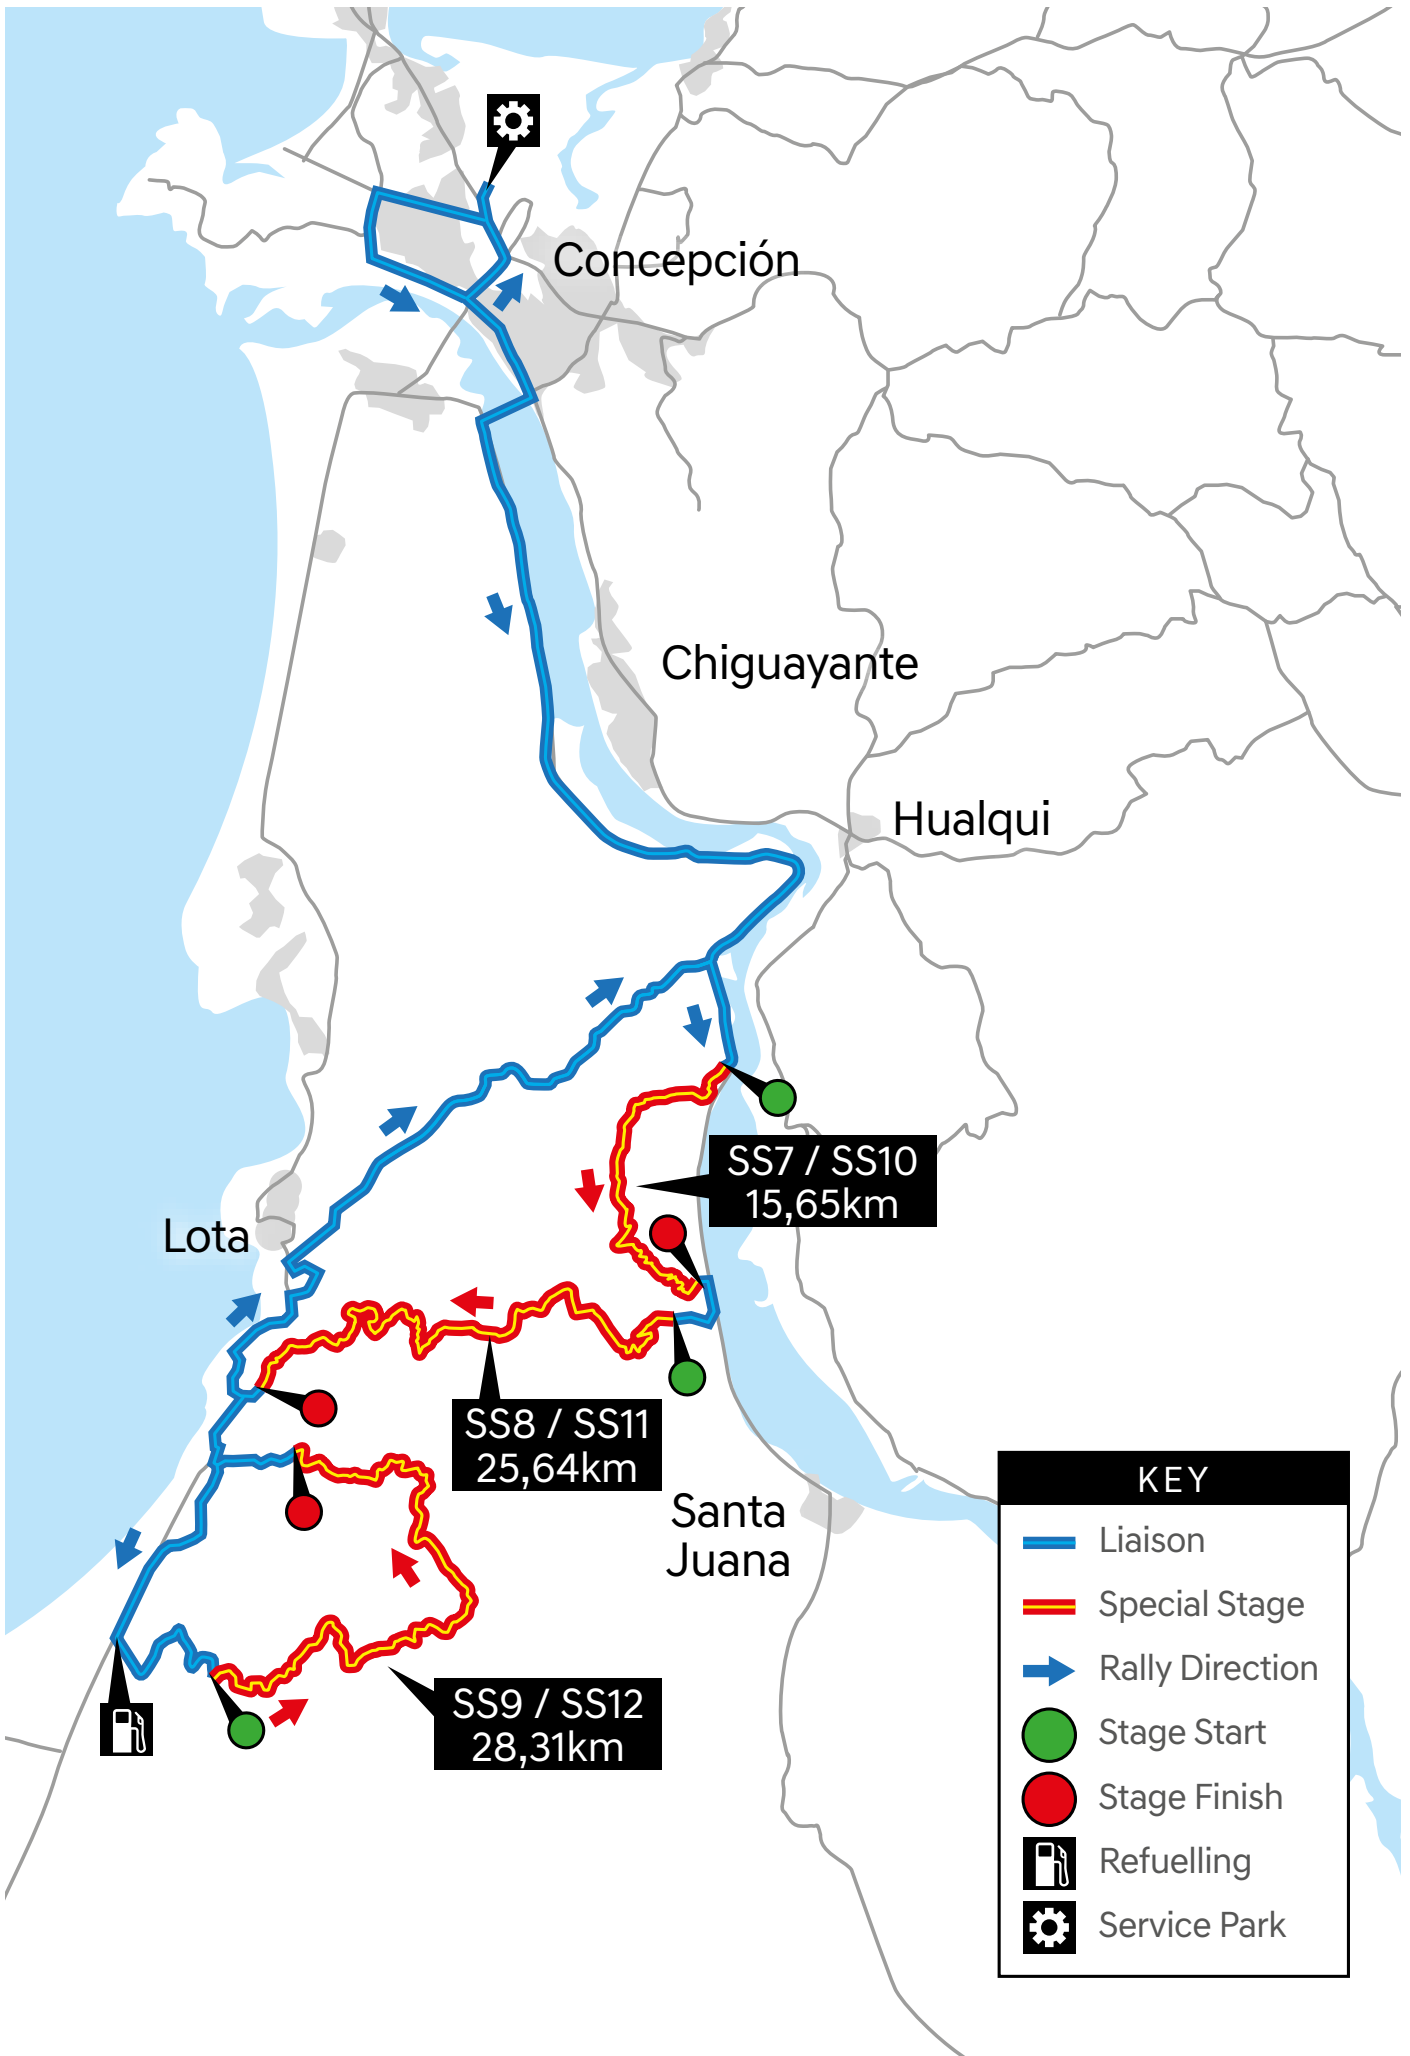 Concepción
Chiguayante
Hualqui
SS7 / SS10
15,65km
Lota
SS8 / SS11
25,64km
Santa
Juana
SS9 / SS12
28,31km
KEY
Liaison
Special Stage
Rally Direction
Stage Start
Stage Finish
Refuelling
Service Park